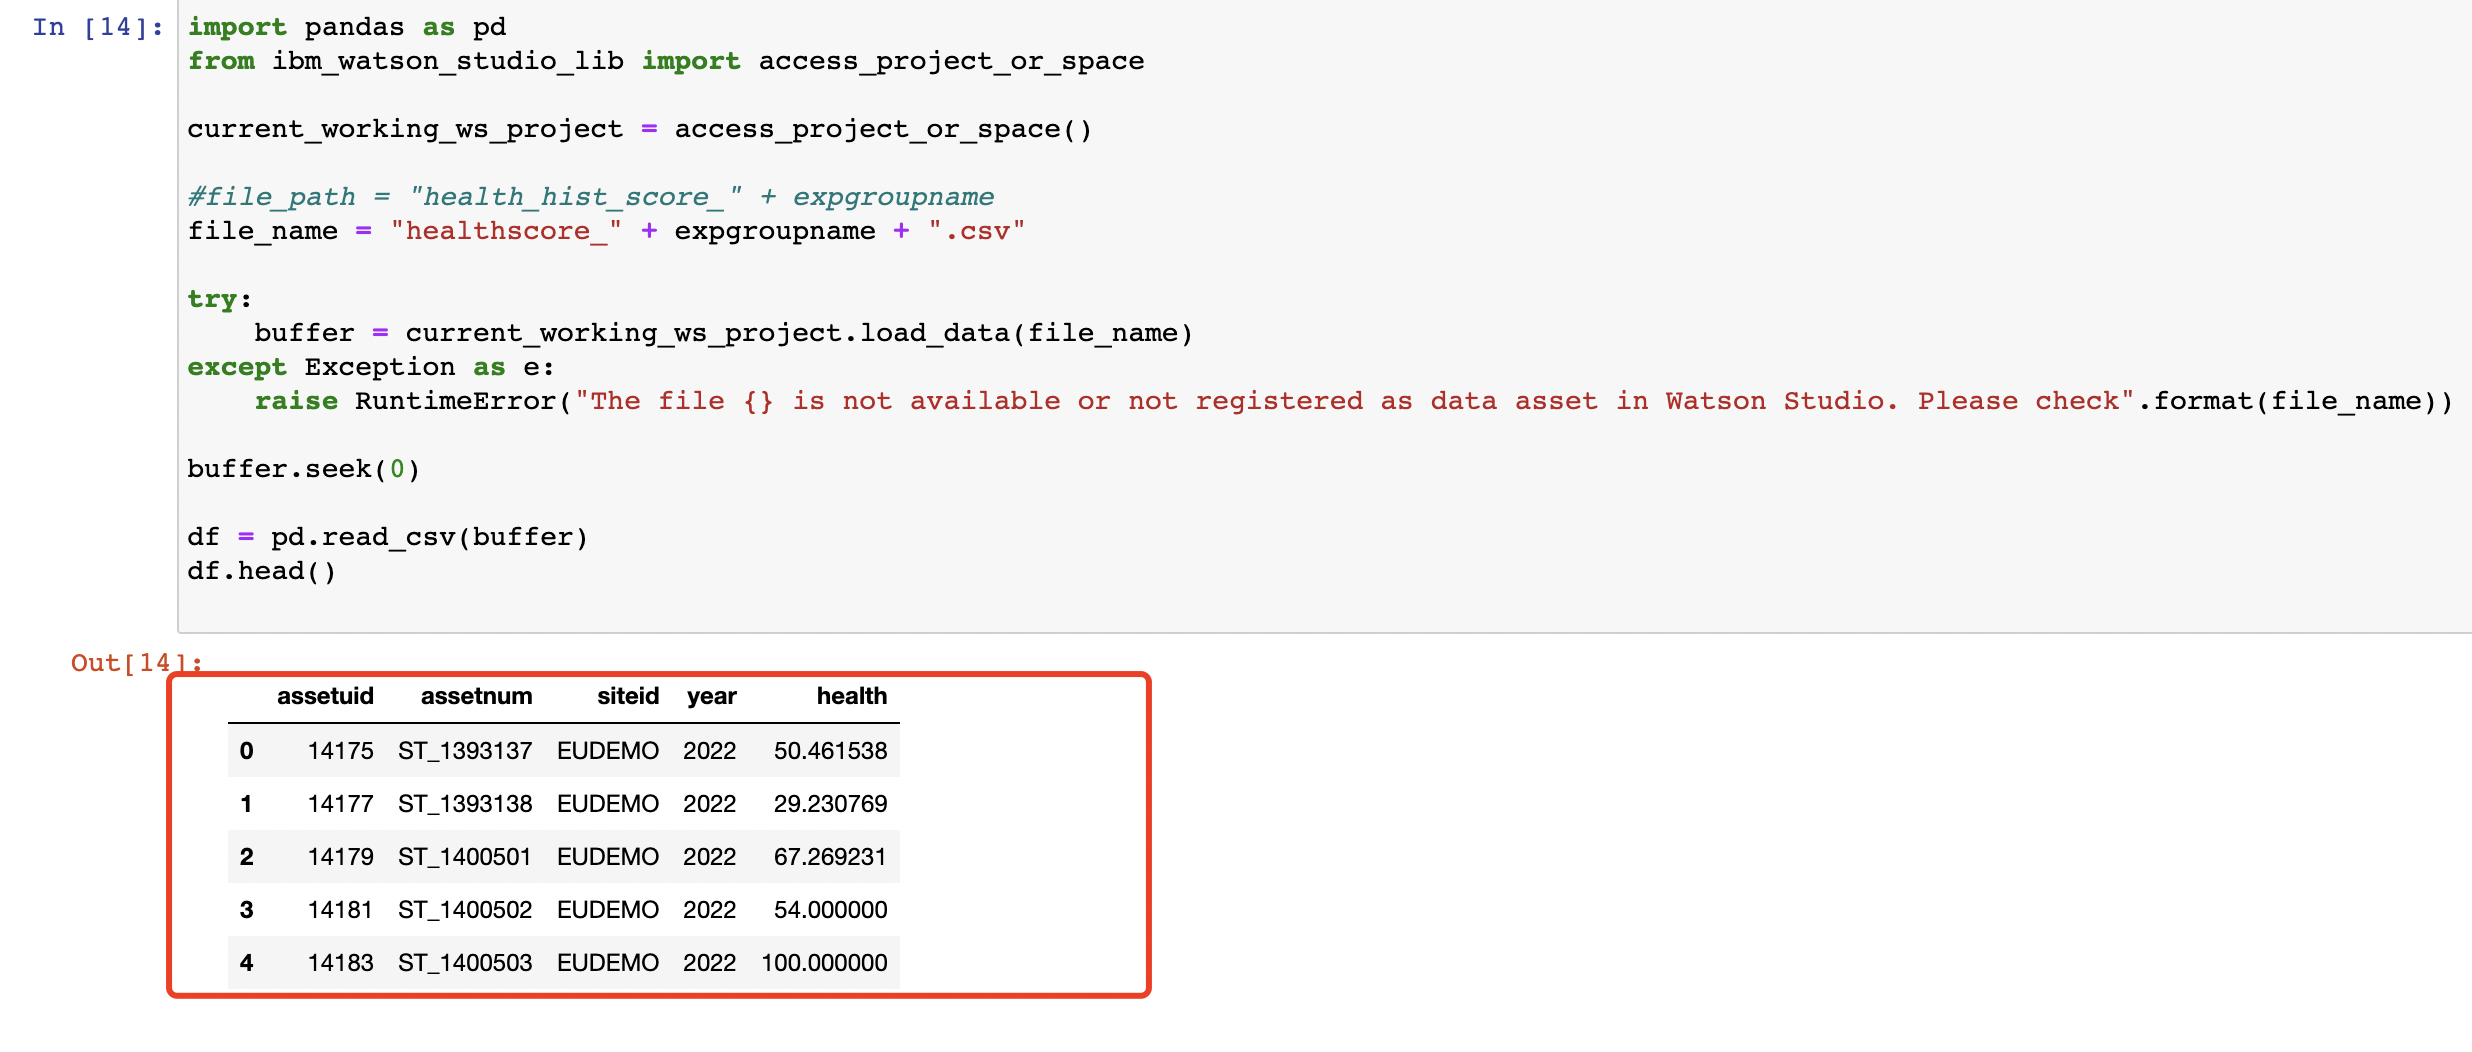 In [14]: import pandas as pd
from ibm_watson_studio_lib import access_project_or_space
current_working_ws_project = access_project_or_space()
#file_path = "health_hist_score_" + expgroupname
file_name = "healthscore_" + expgroupname + ".csv"
try:
    buffer = current_working_ws_project.load_data(file_name)
except Exception as e:
    raise RuntimeError("The file {} is not available or not registered as data asset in Watson Studio. Please check".format(file_name))
buffer.seek(0)
df = pd.read_csv(buffer)
df.head()
Out[14]:
assetuid assetnum siteid year health
0 14175 ST_1393137 EUDEMO 2022 50.461538
1 14177 ST_1393138 EUDEMO 2022 29.230769
2 14179 ST_1400501 EUDEMO 2022 67.269231
3 14181 ST_1400502 EUDEMO 2022 54.000000
4 14183 ST_1400503 EUDEMO 2022 100.000000